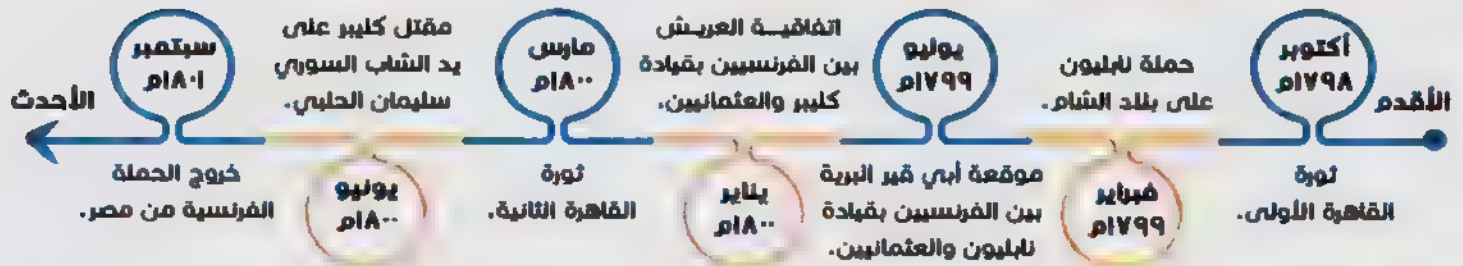 الأقدم
أكتوبر
١٧٩٨م
ثورة
القاهرة الأولى.
حملة نابليون
على بلاد الشام.
فبراير
١٧٩٩م
يوليو
١٧٩٩م
موقعة أبي قير البرية
بين الفرنسيين بقيادة
نابليون والعثمانيين.
اتفاقيــة العريــش
بين الفرنسيين بقيادة
كليبر والعثمانيين.
يناير
١٨٠٠م
مارس
١٨٠٠م
ثورة
القاهرة الثانية.
مقتل كليبر على
يد الشاب السوري
سليمان الحلبي.
يونيو
١٨٠٠م
سبتمبر
١٨٠١م
خروج الحملة
الفرنسية من مصر.
الأحدث